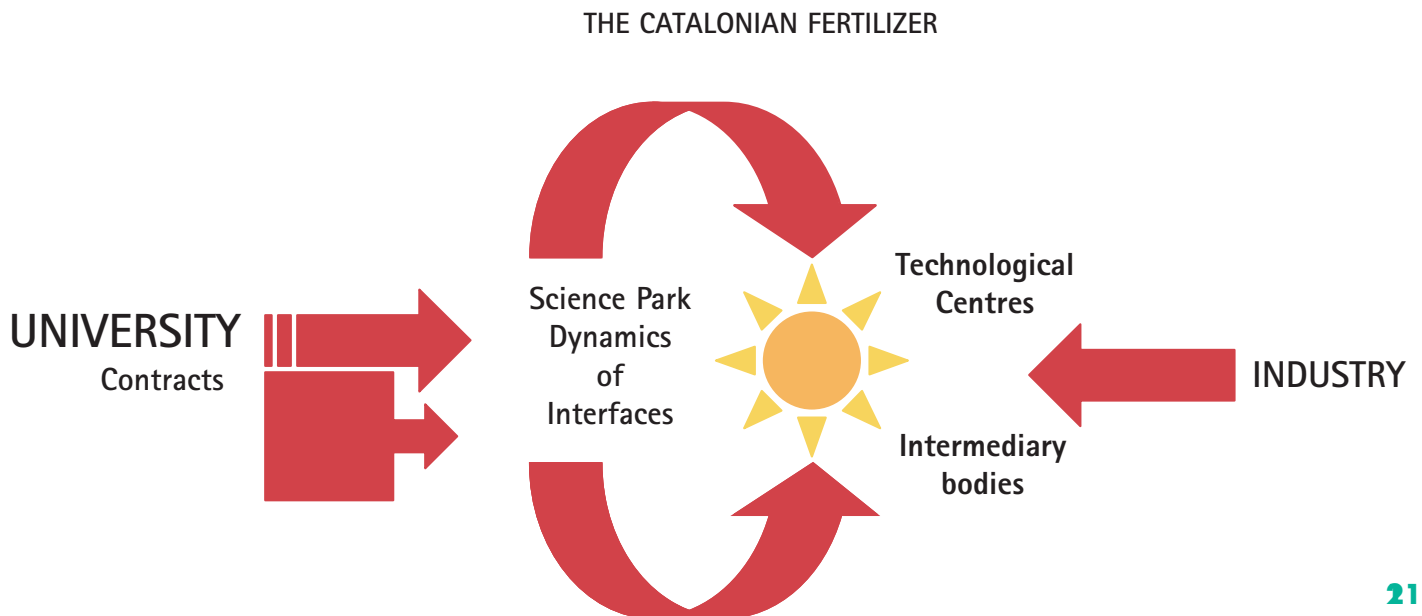 THE CATALONIAN FERTILIZER
UNIVERSITY
Contracts
Science Park
Dynamics
of
Interfaces
Technological
Centres
Intermediary
bodies
INDUSTRY
21